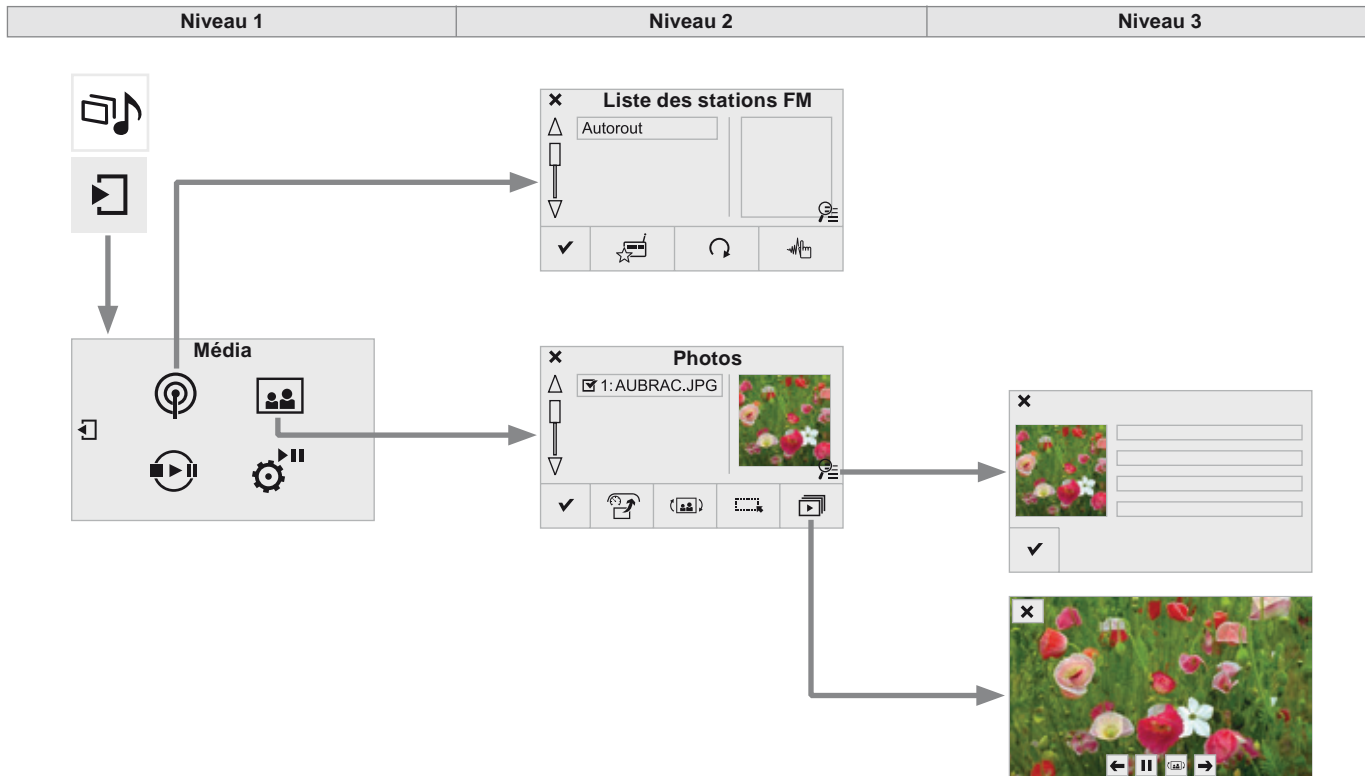 Niveau 1
Niveau 2
Niveau 3
Liste des stations FM
Autorout
Média
Photos
1: AUBRAC.JPG